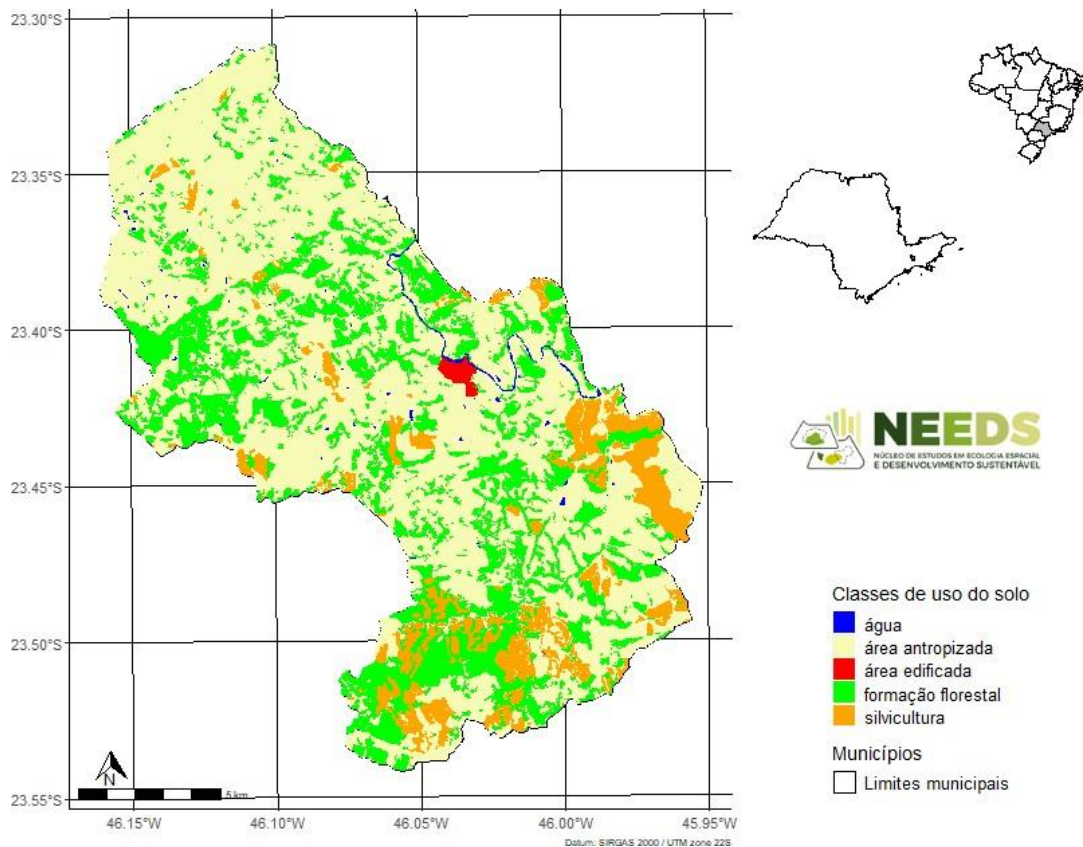 23.30°S
23.35°S
23.40°S
23.45°S
23.50°S
23.55°S
N
5 km
46.15°W
46.10°W
46.05°W
46.00°W
45.95°W
Datum: SIRGAS 2000 / UTM zone 22S
NEEDS
NÚCLEO DE ESTUDOS EM ECOLOGIA ESPACIAL
E DESENVOLVIMENTO SUSTENTÁVEL
Classes de uso do solo
água
área antropizada
área edificada
formação florestal
silvicultura
Municípios
Limites municipais